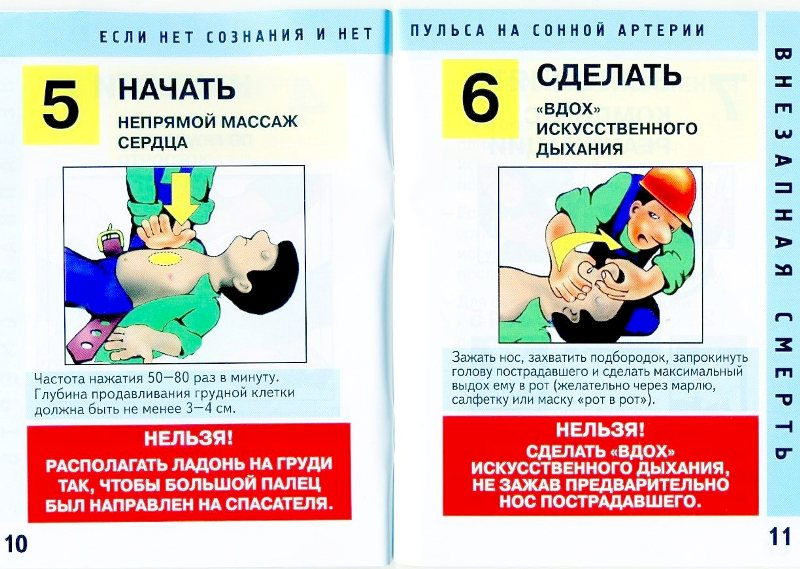 ЕСЛИ НЕТ СОЗНАНИЯ И НЕТ ПУЛЬСА НА СОННОЙ АРТЕРИИ
5
НАЧАТЬ
НЕПРЯМОЙ МАССАЖ
СЕРДЦА
Частота нажатия 50—80 раз в минуту.
Глубина продавливания грудной клетки
должна быть не менее 3—4 см.
НЕЛЬЗЯ!
РАСПОЛАГАТЬ ЛАДОНЬ НА ГРУДИ
ТАК, ЧТОБЫ БОЛЬШОЙ ПАЛЕЦ
БЫЛ НАПРАВЛЕН НА СПАСАТЕЛЯ.
10
6
СДЕЛАТЬ
«ВДОХ»
ИСКУССТВЕННОГО
ДЫХАНИЯ
Зажать нос, захватить подбородок, запрокинуть
голову пострадавшего и сделать максимальный
выдох ему в рот (желательно через марлю,
салфетку или маску «рот в рот»).
НЕЛЬЗЯ!
СДЕЛАТЬ «ВДОХ»
ИСКУССТВЕННОГО ДЫХАНИЯ,
НЕ ЗАЖАВ ПРЕДВАРИТЕЛЬНО
НОС ПОСТРАДАВШЕГО.
11
ВНЕЗАПНАЯ СМЕРТЬ